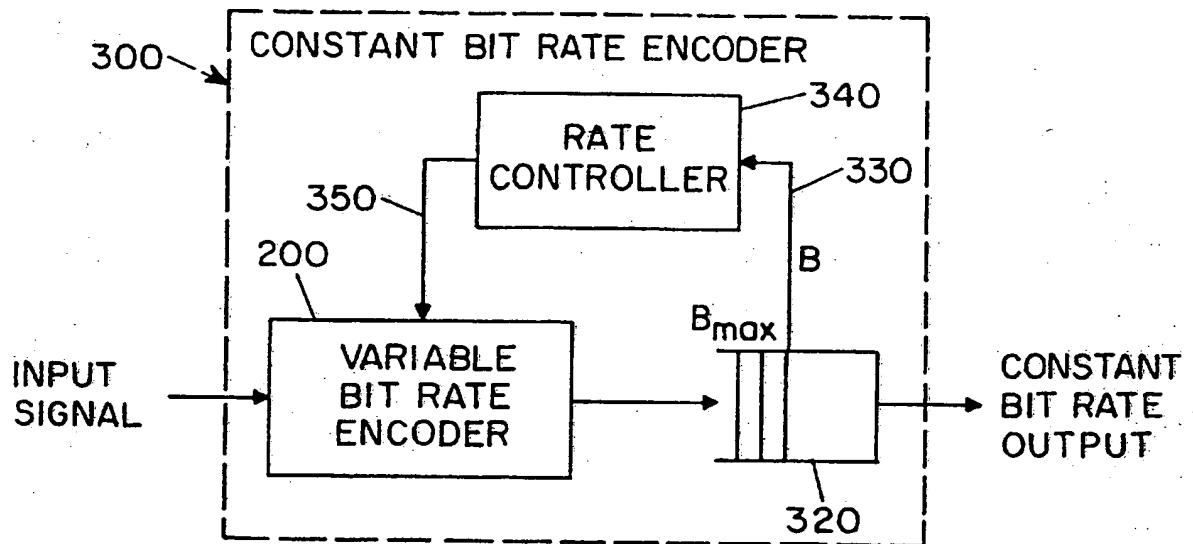 CONSTANT BIT RATE ENCODER
300
340
RATE
CONTROLLER
330
350
200
B
Bmax
VARIABLE
BIT RATE
ENCODER
INPUT
SIGNAL
CONSTANT
BIT RATE
OUTPUT
320